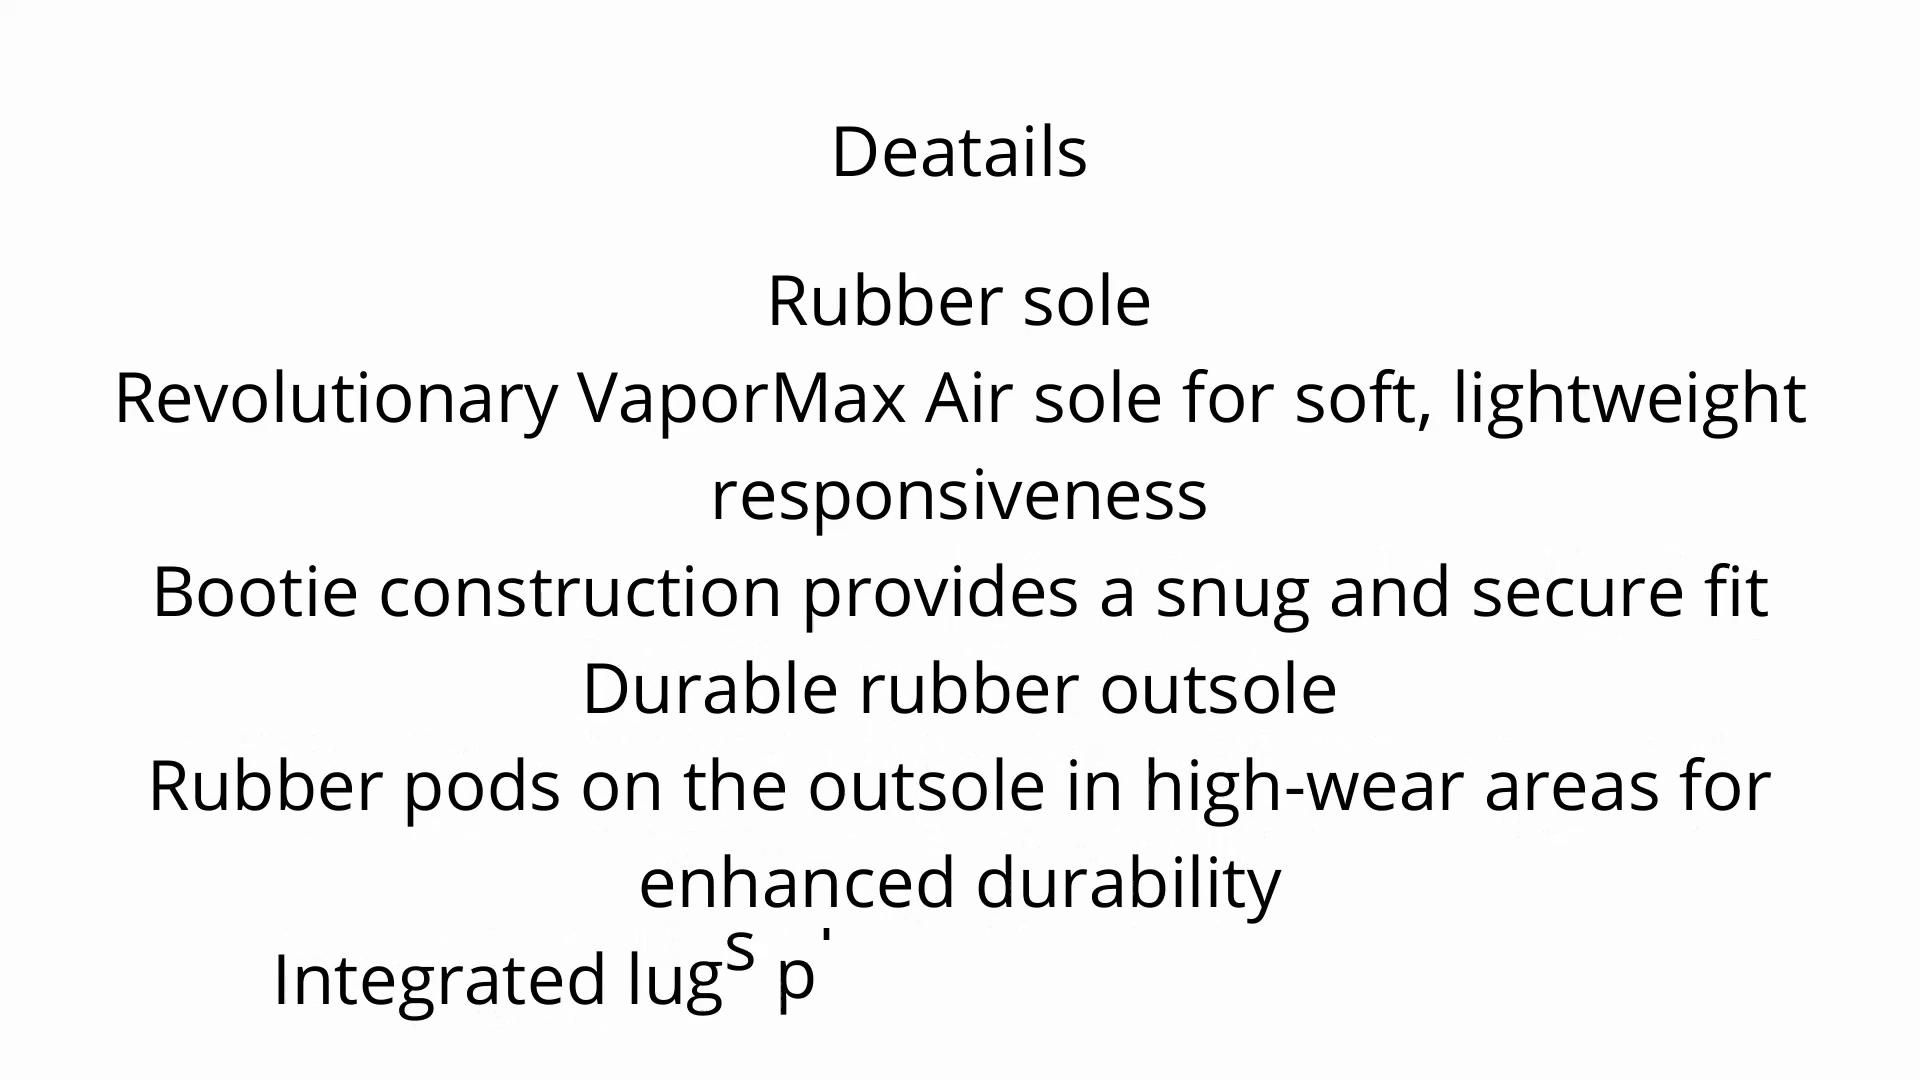 Deatails
Rubber sole
Revolutionary VaporMax Air sole for soft, lightweight
responsiveness
Bootie construction provides a snug and secure fit
Durable rubber outsole
Rubber pods on the outsole in high-wear areas for
enhanced durability
Integrated lugs p